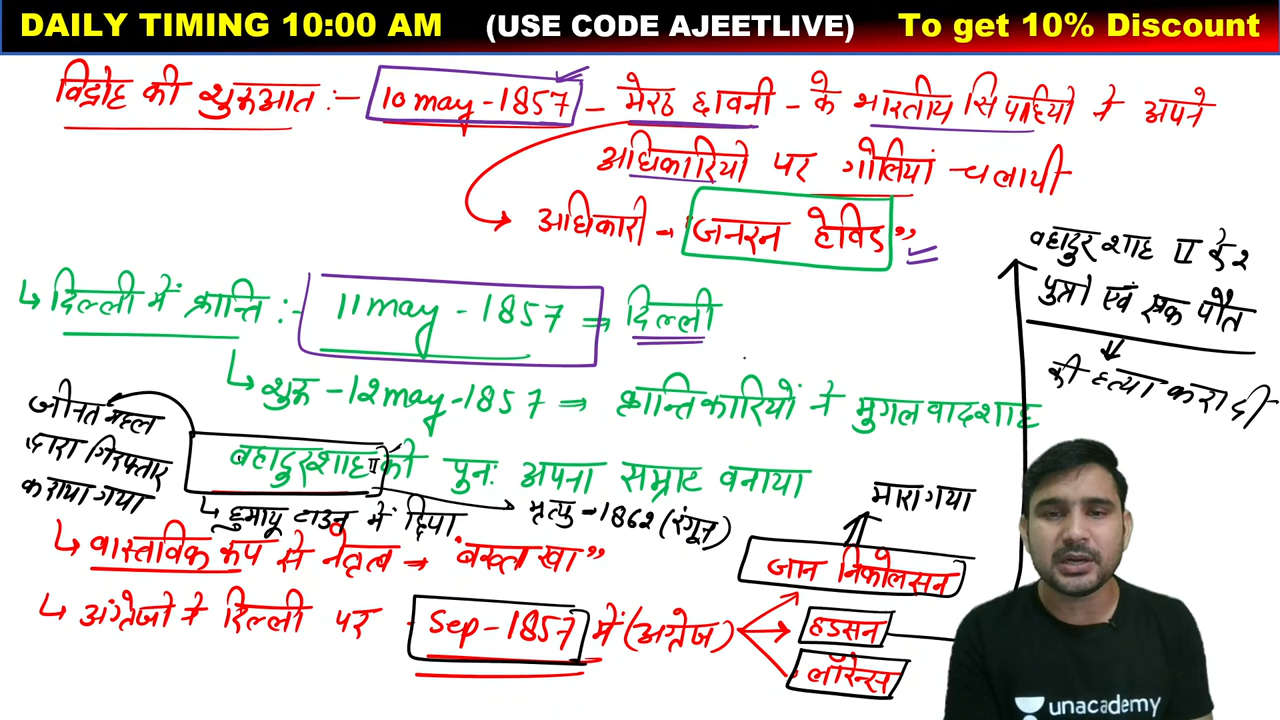 DAILY TIMING 10:00 AM (USE CODE AJEETLIVE) To get 10% Discount
विद्रोह की शुरूआत :- 10 may - 1857 - मेरठ छावनी - के भारतीय सिपाहियो ने अपने
अधिकारियो पर गोलियां चलायी
अधिकारी → "जनरन हेविड"
↳ दिल्ली में क्रान्ति :- 11 may - 1857 ⇒ दिल्ली
↳ शुरू - 12 may - 1857 ⇒ क्रान्तिकारियों ने मुगल वादशाह
बहादुरशाह II को पुनः अपना सम्राट बनाया
जीनत महल
द्वारा गिरफ्तार
कराया गया
↳ हुमायू टाउन में दिया
मृत्यु - 1862 (रंगून)
↳ वास्तविक रूप से नेतृत्व → "बख्त खा"
↳ अंग्रेजो ने दिल्ली पर Sep - 1857 में (अंग्रेज)
मारा गया
जान निकोलसन
हडसन
लॉरेन्स
बहादुर शाह II के 2
पुत्रो एवं एक पौत
की हत्या करा दी
unacademy